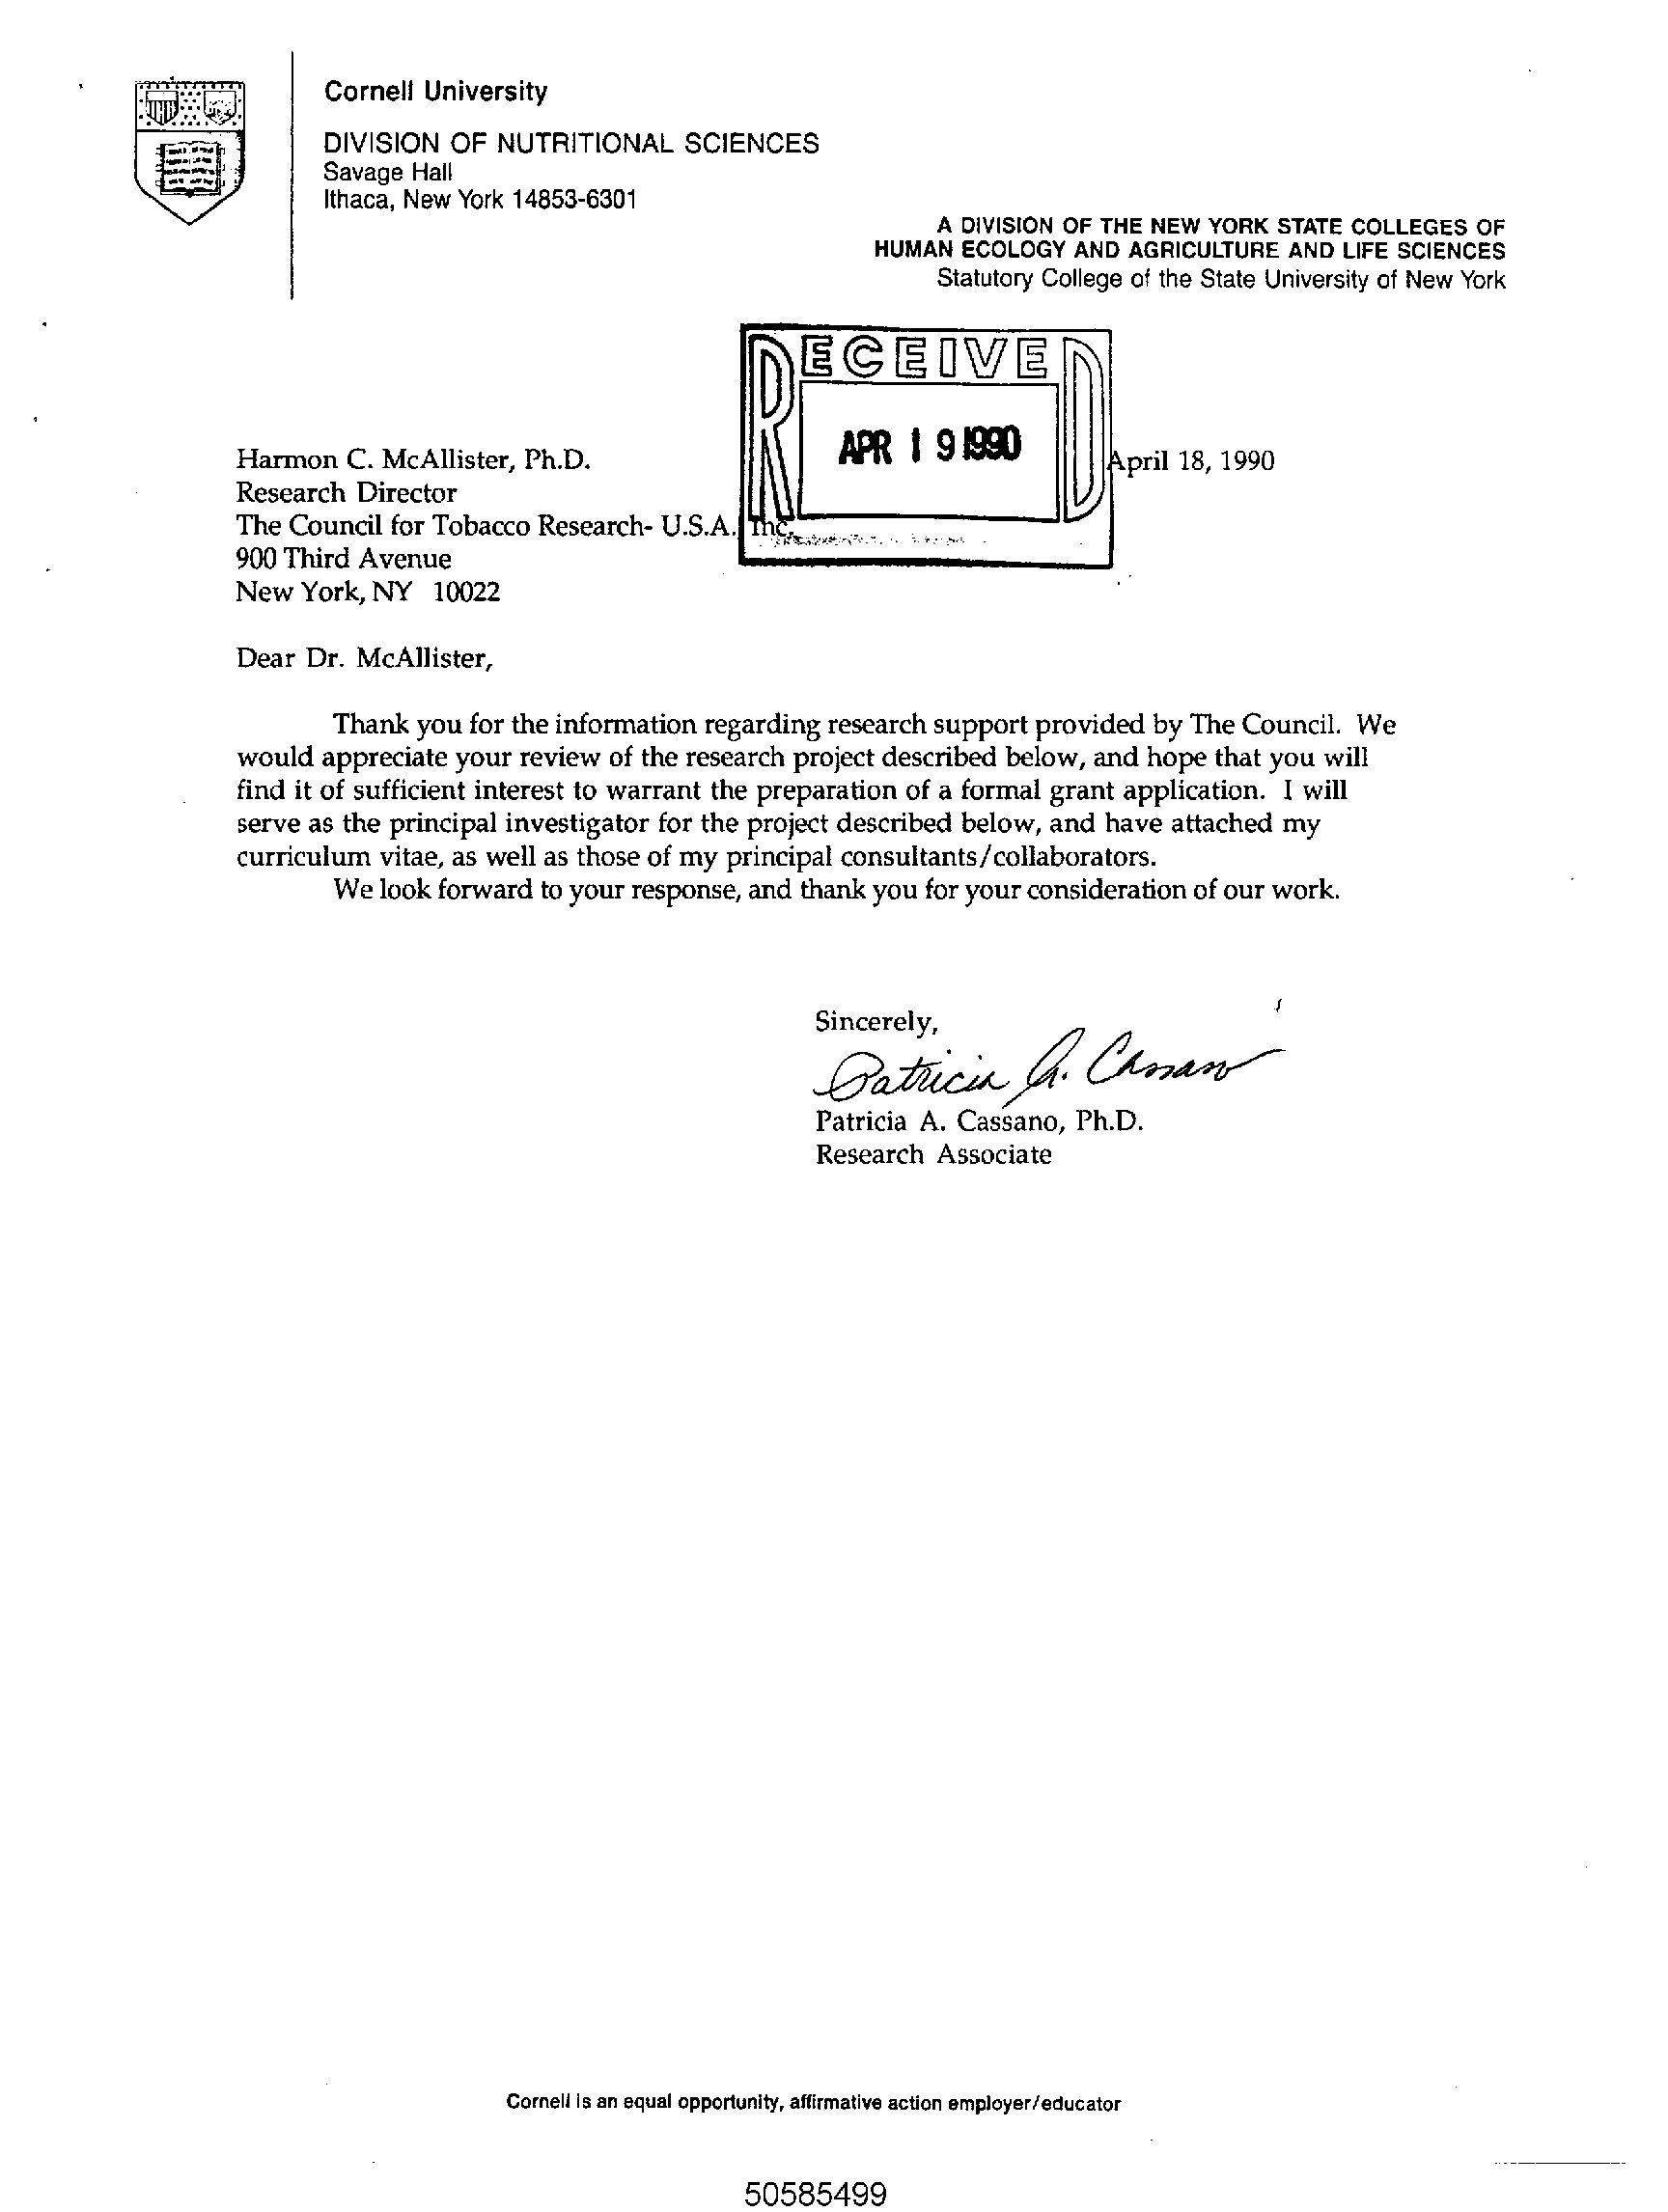 Cornell University
DIVISION OF NUTRITIONAL SCIENCES
Savage Hall
Ithaca, New York 14853-6301
A DIVISION OF THE NEW YORK STATE COLLEGES OF
HUMAN ECOLOGY AND AGRICULTURE AND LIFE SCIENCES
Statutory College of the State University of New York
RECEIVED
APR 19 1990
April 18, 1990
Harmon C. McAllister, Ph.D.
Research Director
The Council for Tobacco Research- U.S.A. Inc.
900 Third Avenue
New York, NY 10022
Dear Dr. McAllister,
Thank you for the information regarding research support provided by The Council. We
would appreciate your review of the research project described below, and hope that you will
find it of sufficient interest to warrant the preparation of a formal grant application. I will
serve as the principal investigator for the project described below, and have attached my
curriculum vitae, as well as those of my principal consultants/collaborators.
We look forward to your response, and thank you for your consideration of our work.
Sincerely,
Patricia A. Cassano
Patricia A. Cassano, Ph.D.
Research Associate
Cornell is an equal opportunity, affirmative action employer/educator
50585499